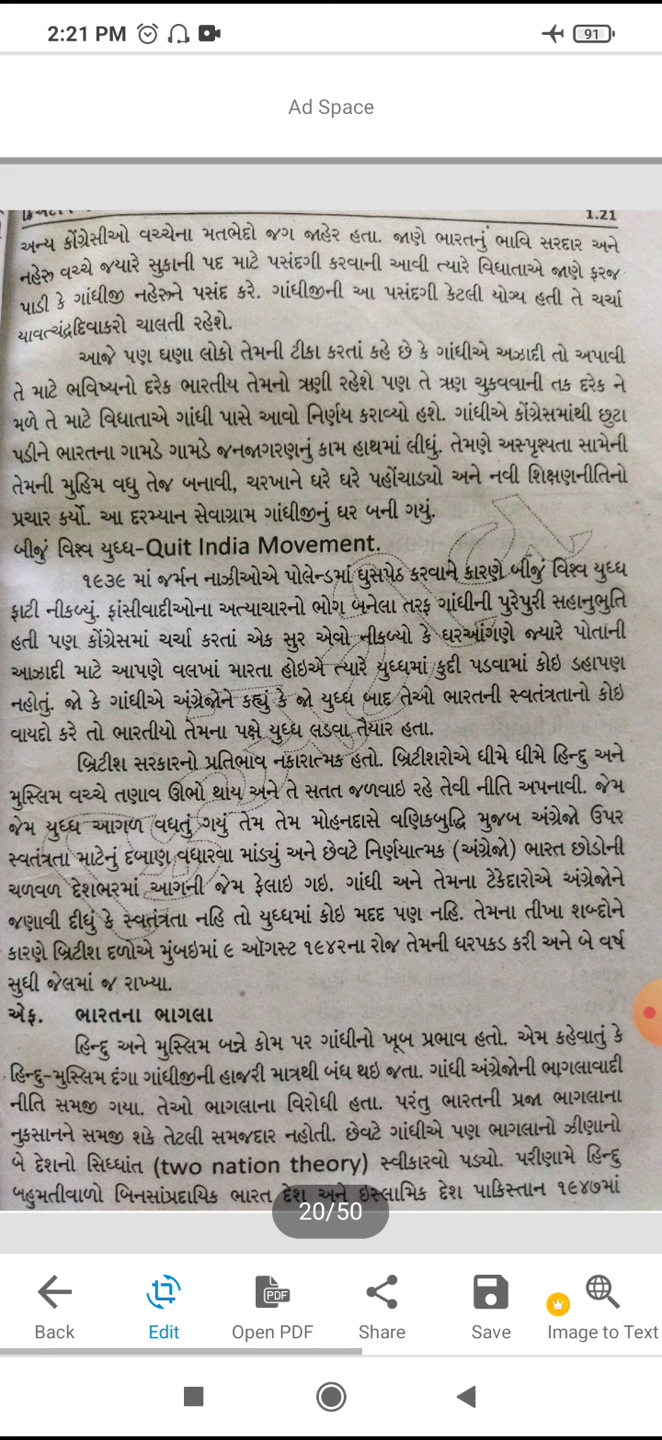 2:21 PM
91
Ad Space
1.21
અન્ય કોંગ્રેસીઓ વચ્ચેના મતભેદો જગ જાહેર હતા. જાણે ભારતનું ભાવિ સરદાર અને
નહેરુ વચ્ચે જ્યારે સુકાની પદ માટે પસંદગી કરવાની આવી ત્યારે વિધાતાએ જાણે ફરજ
પાડી કે ગાંધીજી નહેરુને પસંદ કરે. ગાંધીજીની આ પસંદગી કેટલી યોગ્ય હતી તે ચર્ચા
યાવત્ચંદ્રદિવાકરો ચાલતી રહેશે.
આજે પણ ઘણા લોકો તેમની ટીકા કરતાં કહે છે કે ગાંધીએ અઝાદી તો અપાવી
તે માટે ભવિષ્યનો દરેક ભારતીય તેમનો ઋણી રહેશે પણ તે ઋણ ચુકવવાની તક દરેક ને
મળે તે માટે વિધાતાએ ગાંધી પાસે આવો નિર્ણય કરાવ્યો હશે. ગાંધીએ કોંગ્રેસમાંથી છુટા
પડીને ભારતના ગામડે ગામડે જનજાગરણનું કામ હાથમાં લીધું. તેમણે અસ્પૃશ્યતા સામેની
તેમની મુહિમ વધુ તેજ બનાવી, ચરખાને ઘરે ઘરે પહોંચાડ્યો અને નવી શિક્ષણનીતિનો
પ્રચાર કર્યો. આ દરમ્યાન સેવાગ્રામ ગાંધીજીનું ઘર બની ગયું.
બીજું વિશ્વ યુધ્ધ-Quit India Movement.
૧૯૩૯ માં જર્મન નાઝીઓએ પોલેન્ડમાં ઘુસપેઠ કરવાને કારણે બીજું વિશ્વ યુધ્ધ
ફાટી નીકળ્યું. ફાંસીવાદીઓના અત્યાચારનો ભોગ બનેલા તરફ ગાંધીની પુરેપુરી સહાનુભુતિ
હતી પણ કોંગ્રેસમાં ચર્ચા કરતાં એક સુર એવો નીકળ્યો કે ઘરઆંગણે જ્યારે પોતાની
આઝાદી માટે આપણે વલખાં મારતા હોઇએ ત્યારે યુધ્ધમાં કુદી પડવામાં કોઇ ડહાપણ
નહોતું. જો કે ગાંધીએ અંગ્રેજોને કહ્યું કે જો યુધ્ધ બાદ તેઓ ભારતની સ્વતંત્રતાનો કોઇ
વાયદો કરે તો ભારતીયો તેમના પક્ષે યુધ્ધ લડવા તૈયાર હતા.
બ્રિટીશ સરકારનો પ્રતિભાવ નકારાત્મક હતો. બ્રિટીશરોએ ધીમે ધીમે હિન્દુ અને
મુસ્લિમ વચ્ચે તણાવ ઊભો થાય અને તે સતત જળવાઇ રહે તેવી નીતિ અપનાવી. જેમ
જેમ યુધ્ધ આગળ વધતું ગયું તેમ તેમ મોહનદાસે વણિકબુધ્ધિ મુજબ અંગ્રેજો ઉપર
સ્વતંત્રતા માટેનું દબાણ વધારવા માંડ્યું અને છેવટે નિર્ણયાત્મક (અંગ્રેજો) ભારત છોડોની
ચળવળ દેશભરમાં આગની જેમ ફેલાઇ ગઇ. ગાંધી અને તેમના ટેકેદારોએ અંગ્રેજોને
જણાવી દીધું કે સ્વતંત્રતા નહિ તો યુધ્ધમાં કોઇ મદદ પણ નહિ. તેમના તીખા શબ્દોને
કારણે બ્રિટીશ દળોએ મુંબઇમાં ૯ ઑગસ્ટ ૧૯૪૨ના રોજ તેમની ધરપકડ કરી અને બે વર્ષ
સુધી જેલમાં જ રાખ્યા.
એફ. ભારતના ભાગલા
હિન્દુ અને મુસ્લિમ બન્ને કોમ પર ગાંધીનો ખૂબ પ્રભાવ હતો. એમ કહેવાતું કે
હિન્દુ-મુસ્લિમ દંગા ગાંધીજીની હાજરી માત્રથી બંધ થઇ જતા. ગાંધી અંગ્રેજોની ભાગલાવાદી
નીતિ સમજી ગયા. તેઓ ભાગલાના વિરોધી હતા. પરંતુ ભારતની પ્રજા ભાગલાના
નુકસાનને સમજી શકે તેટલી સમજદાર નહોતી. છેવટે ગાંધીએ પણ ભાગલાનો ઝીણાનો
બે દેશનો સિધ્ધાંત (two nation theory) સ્વીકારવો પડ્યો. પરીણામે હિન્દુ
બહુમતીવાળો બિનસાંપ્રદાયિક ભારત દેશ અને ઇસ્લામિક દેશ પાકિસ્તાન ૧૯૪૭માં
20/50
PDF
Back Edit Open PDF Share Save Image to Text